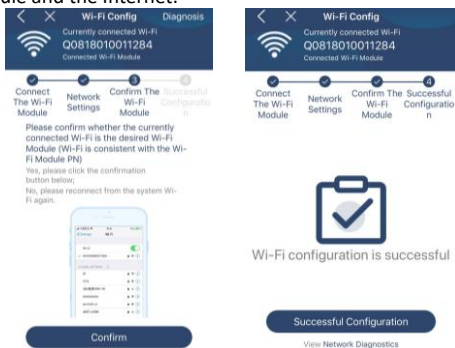 ule and the Internet.
Wi-Fi Config Diagnosis
Currently connected Wi-Fi
Q0818010011284
Connected Wi-Fi Module
3
4
Connect The Wi-Fi Module
Network Settings
Confirm The Wi-Fi Module
Successful Configuration
Please confirm whether the currently
connected Wi-Fi is the desired Wi-Fi
Module (Wi-Fi is consistent with the Wi-
Fi Module PN)
Yes, please click the confirmation
button below;
No, please reconnect from the system Wi-
Fi again.
Wi-Fi
Confirm
Wi-Fi Config
Currently connected Wi-Fi
Q0818010011284
Connected Wi-Fi Module
4
Connect The Wi-Fi Module
Network Settings
Confirm The Wi-Fi Module
Successful Configuration
Wi-Fi configuration is successful
Successful Configuration
View Network Diagnostics